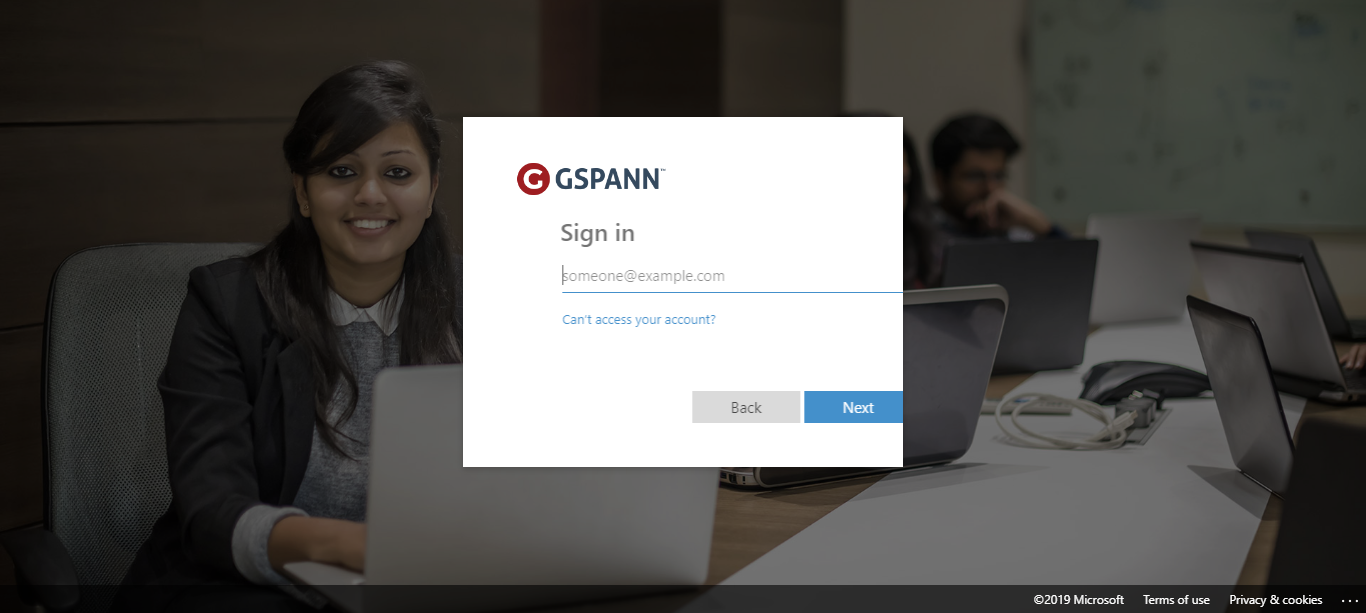 GSPANN™
Sign in
someone@example.com
Can't access your account?
Back Next
©2019 Microsoft Terms of use Privacy & cookies ...